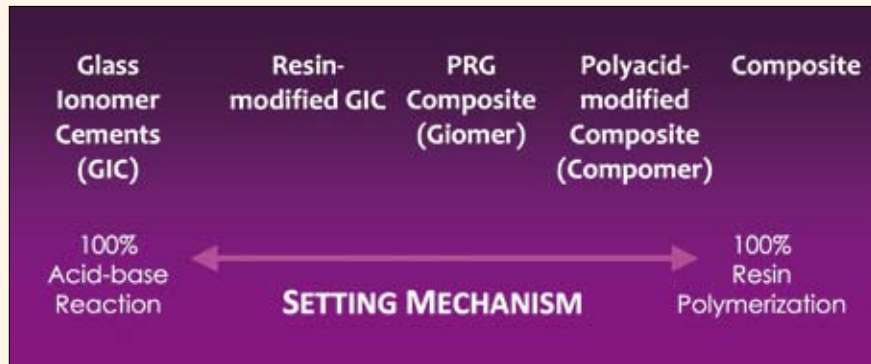 Glass
Ionomer
Cements
(GIC)
Resin-
modified GIC
PRG
Composite
(Giomer)
Polyacid-
modified
Composite
(Compomer)
Composite
100%
Acid-base
Reaction
SETTING MECHANISM
100%
Resin
Polymerization